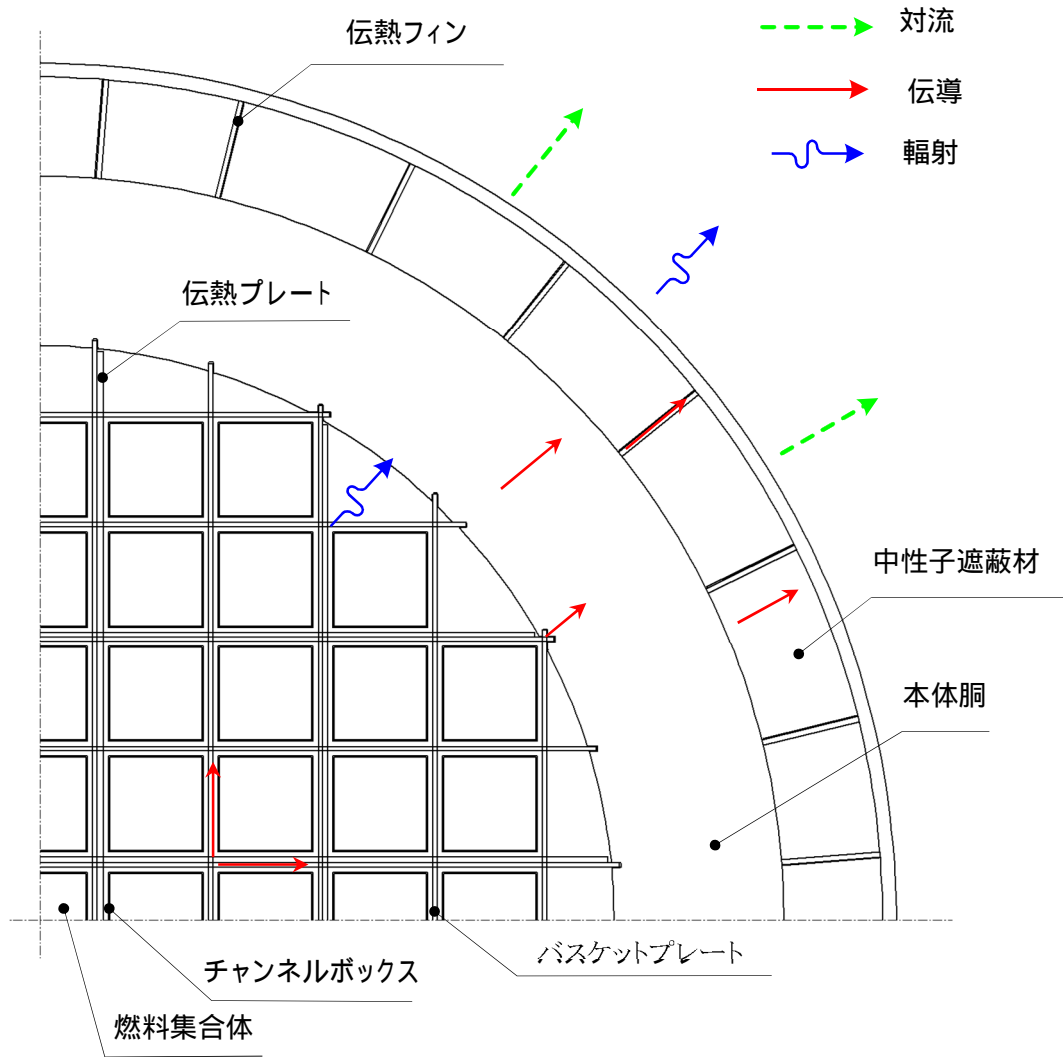 伝熱フィン
対流
伝導
輻射
伝熱プレート
中性子遮蔽材
本体胴
バスケットプレート
チャンネルボックス
燃料集合体